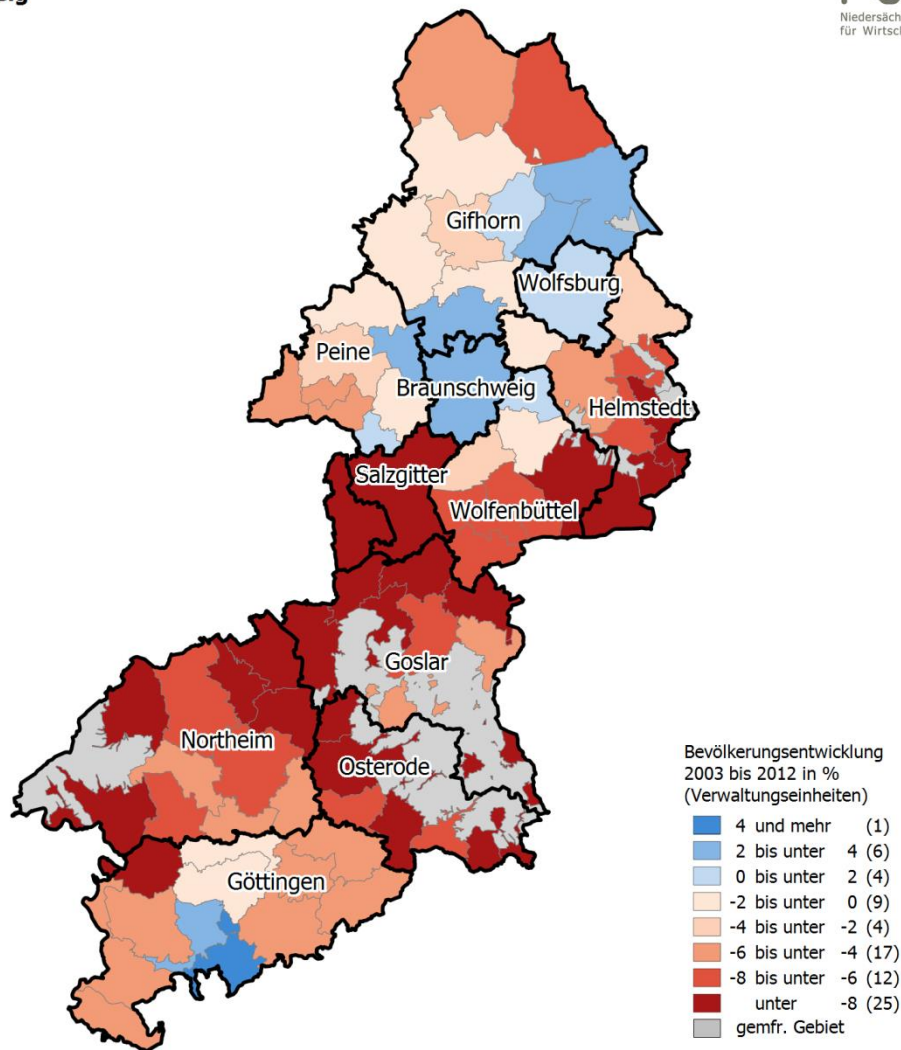 Niedersäch
für Wirtsc
Gifhorn
Wolfsburg
Peine
Braunschweig
Helmstedt
Salzgitter
Wolfenbüttel
Goslar
Northeim
Osterode
Göttingen
Bevölkerungsentwicklung
2003 bis 2012 in %
(Verwaltungseinheiten)
4 und mehr (1)
2 bis unter 4 (6)
0 bis unter 2 (4)
-2 bis unter 0 (9)
-4 bis unter -2 (4)
-6 bis unter -4 (17)
-8 bis unter -6 (12)
unter -8 (25)
gemfr. Gebiet